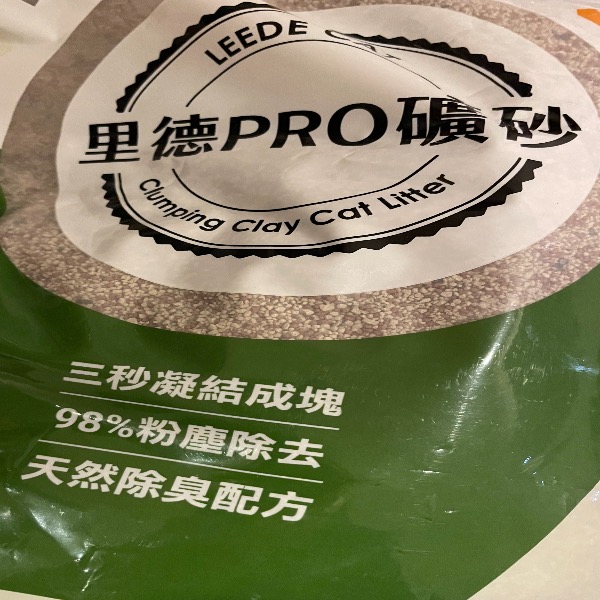 LEEDE
里德PRO礦砂
Clumping Clay Cat Litter
三秒凝結成塊
98%粉塵除去
天然除臭配方